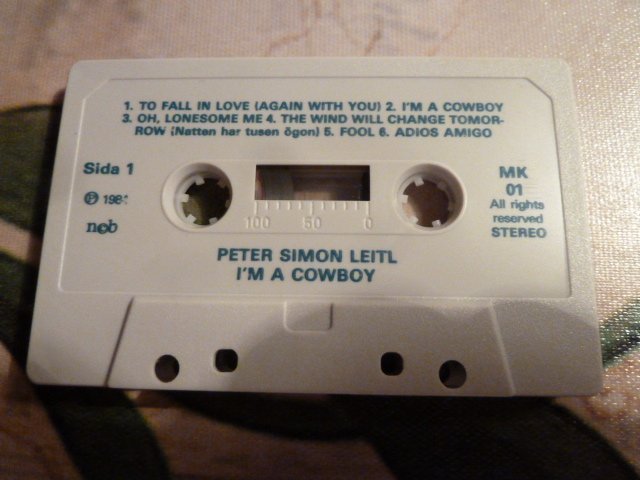 1. TO FALL IN LOVE (AGAIN WITH YOU) 2. I'M A COWBOY
3. OH, LONESOME ME 4. THE WIND WILL CHANGE TOMOR-
ROW (Natten har tusen ögon) 5. FOOL 6. ADIOS AMIGO
Sida 1
MK
01
℗
All rights
reserved
STEREO
ncb
100 50 0
PETER SIMON LEITL
I'M A COWBOY